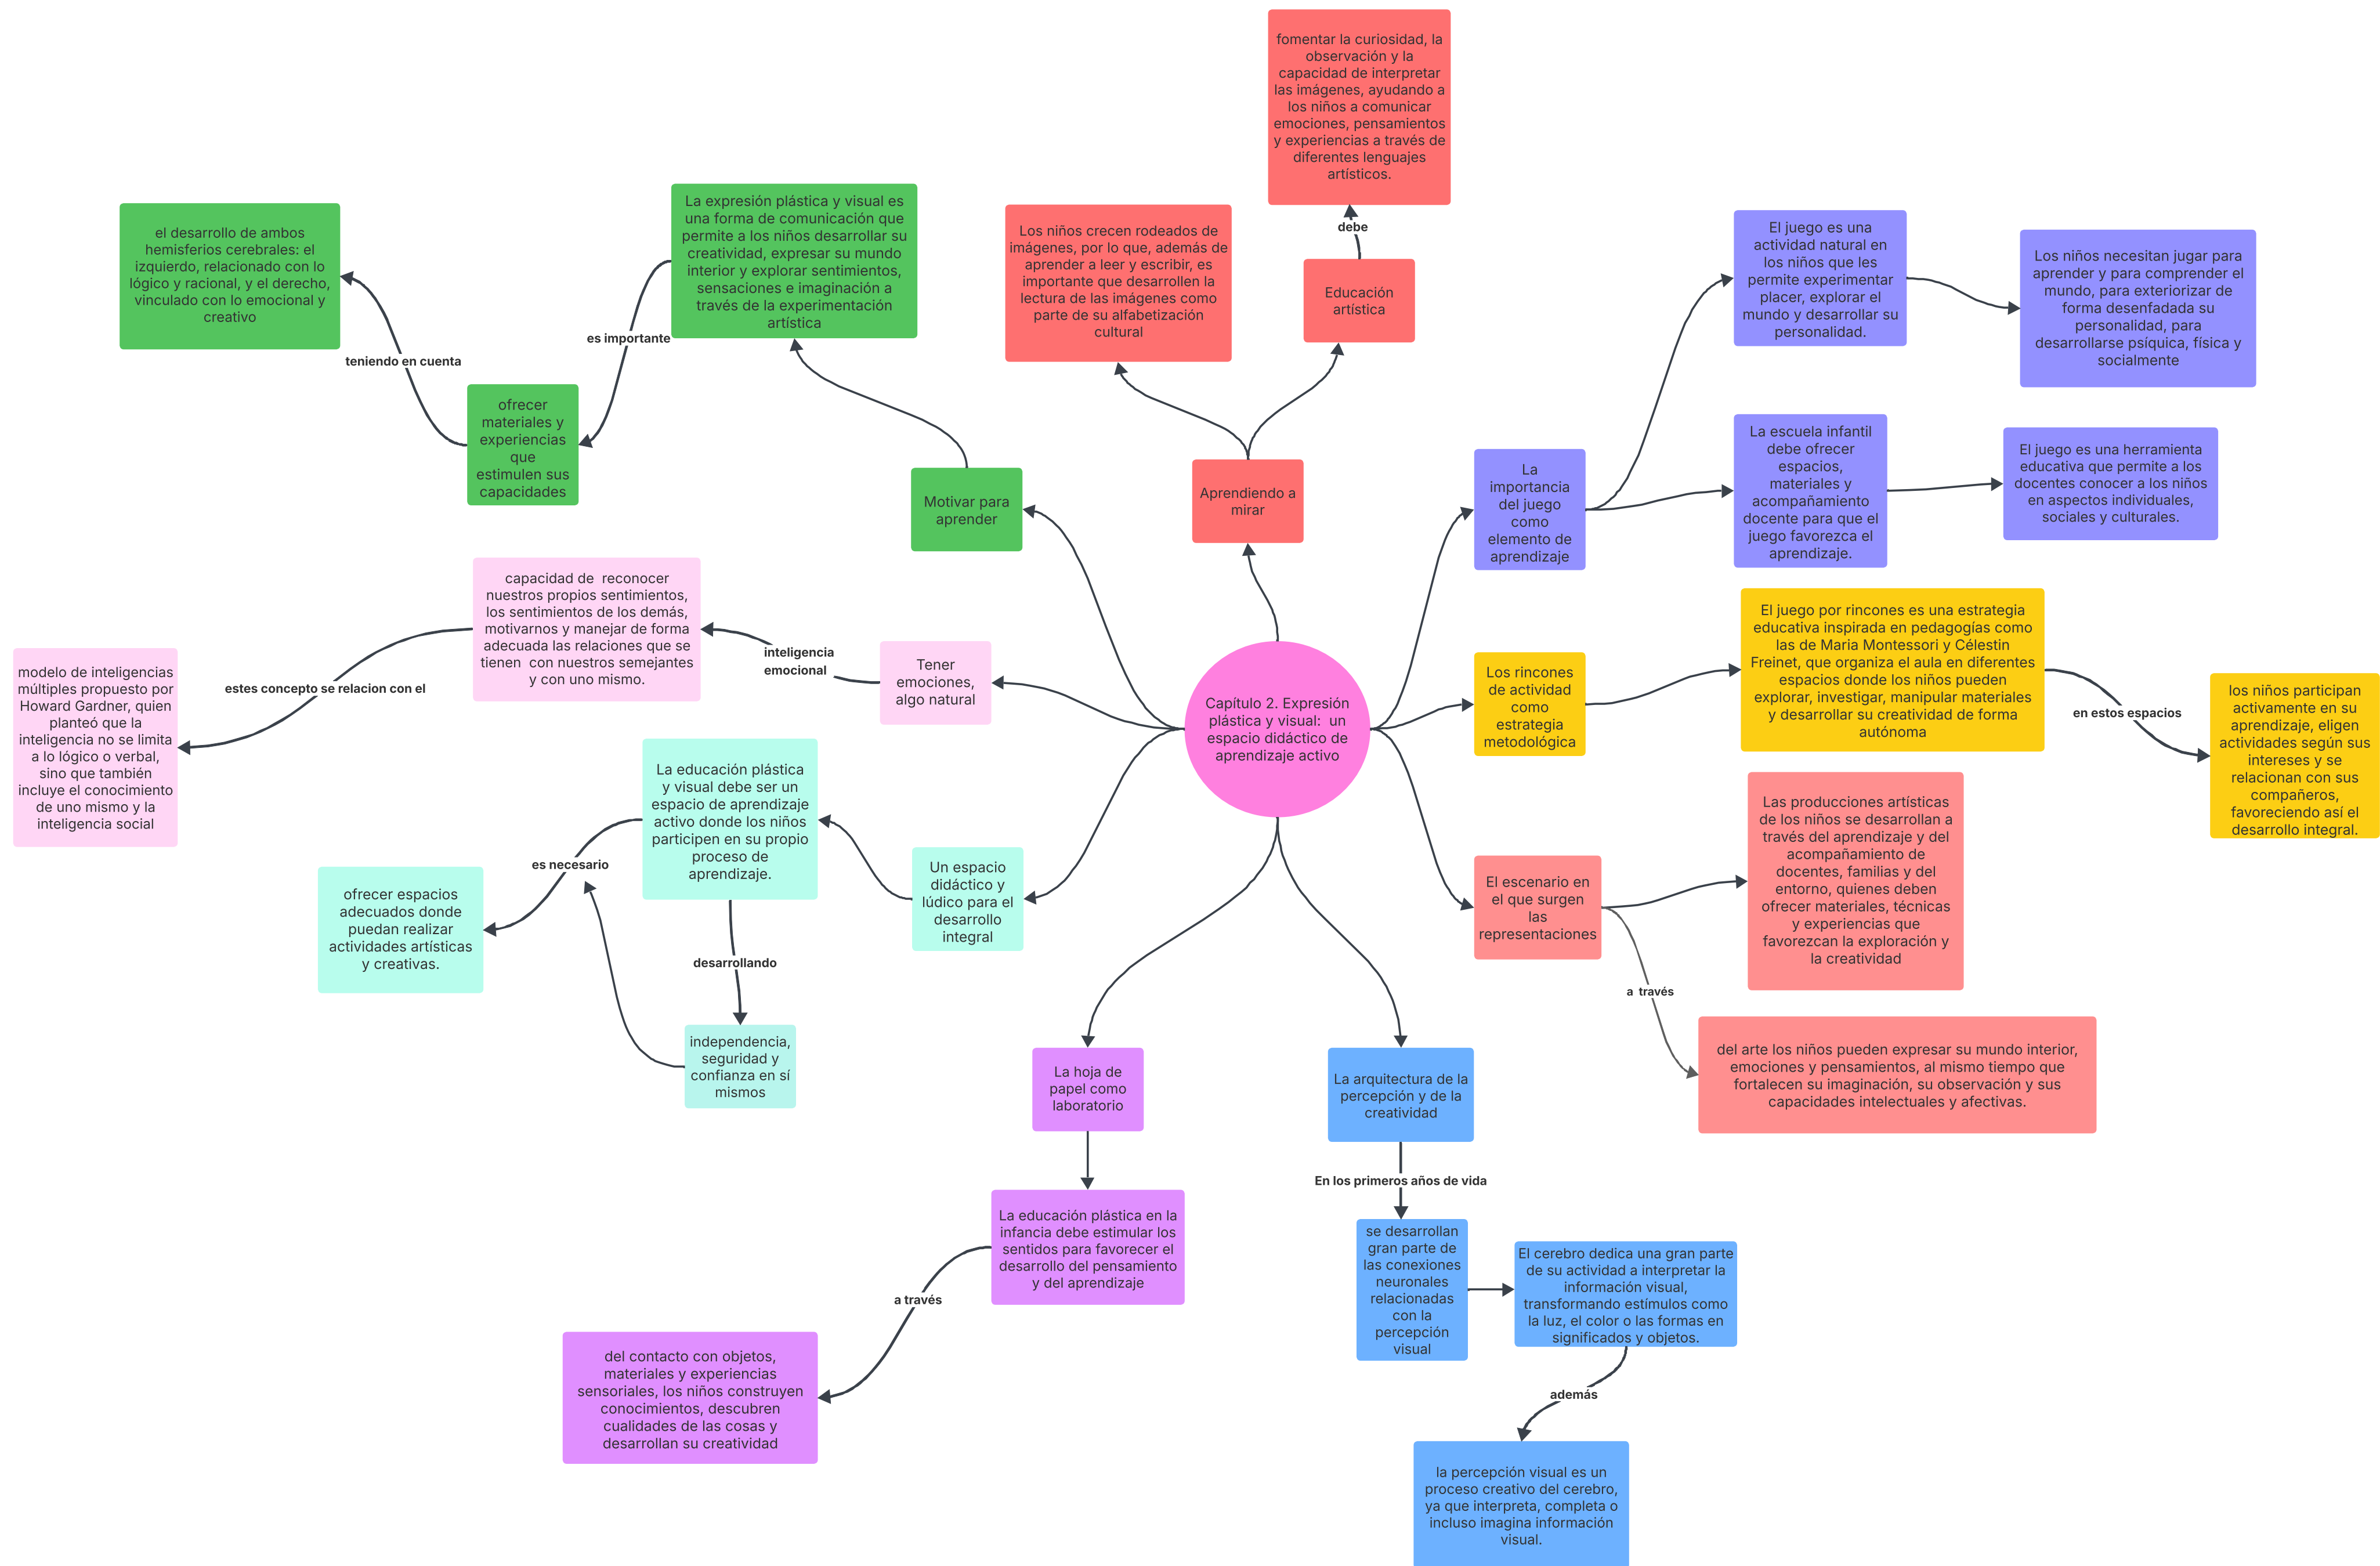 fomentar la curiosidad, la
observación y la
capacidad de interpretar
las imágenes, ayudando a
los niños a comunicar
emociones, pensamientos
y experiencias a través de
diferentes lenguajes
artísticos.
debe
Educación
artística
Los niños crecen rodeados de
imágenes, por lo que, además de
aprender a leer y escribir, es
importante que desarrollen la
lectura de las imágenes como
parte de su alfabetización
cultural
Aprendiendo a
mirar
La expresión plástica y visual es
una forma de comunicación que
permite a los niños desarrollar su
creatividad, expresar su mundo
interior y explorar sentimientos,
sensaciones e imaginación a
través de la experimentación
artística
es importante
el desarrollo de ambos
hemisferios cerebrales: el
izquierdo, relacionado con lo
lógico y racional, y el derecho,
vinculado con lo emocional y
creativo
teniendo en cuenta
ofrecer
materiales y
experiencias
que
estimulen sus
capacidades
Motivar para
aprender
El juego es una
actividad natural en
los niños que les
permite experimentar
placer, explorar el
mundo y desarrollar su
personalidad.
Los niños necesitan jugar para
aprender y para comprender el
mundo, para exteriorizar de
forma desenfadada su
personalidad, para
desarrollarse psíquica, física y
socialmente
La
importancia
del juego
como
elemento de
aprendizaje
La escuela infantil
debe ofrecer
espacios,
materiales y
acompañamiento
docente para que el
juego favorezca el
aprendizaje.
El juego es una herramienta
educativa que permite a los
docentes conocer a los niños
en aspectos individuales,
sociales y culturales.
capacidad de  reconocer
nuestros propios sentimientos,
los sentimientos de los demás,
motivarnos y manejar de forma
adecuada las relaciones que se
tienen  con nuestros semejantes
y con uno mismo.
inteligencia
emocional
Tener
emociones,
algo natural
estes concepto se relacion con el
modelo de inteligencias
múltiples propuesto por
Howard Gardner, quien
planteó que la
inteligencia no se limita
a lo lógico o verbal,
sino que también
incluye el conocimiento
de uno mismo y la
inteligencia social
Capítulo 2. Expresión
plástica y visual:  un
espacio didáctico de
aprendizaje activo
Los rincones
de actividad
como
estrategia
metodológica
El juego por rincones es una estrategia
educativa inspirada en pedagogías como
las de Maria Montessori y Célestin
Freinet, que organiza el aula en diferentes
espacios donde los niños pueden
explorar, investigar, manipular materiales
y desarrollar su creatividad de forma
autónoma
en estos espacios
los niños participan
activamente en su
aprendizaje, eligen
actividades según sus
intereses y se
relacionan con sus
compañeros,
favoreciendo así el
desarrollo integral.
La educación plástica
y visual debe ser un
espacio de aprendizaje
activo donde los niños
participen en su propio
proceso de
aprendizaje.
es necesario
ofrecer espacios
adecuados donde
puedan realizar
actividades artísticas
y creativas.
Un espacio
didáctico y
lúdico para el
desarrollo
integral
desarrollando
independencia,
seguridad y
confianza en sí
mismos
El escenario en
el que surgen
las
representaciones
Las producciones artísticas
de los niños se desarrollan a
través del aprendizaje y del
acompañamiento de
docentes, familias y del
entorno, quienes deben
ofrecer materiales, técnicas
y experiencias que
favorezcan la exploración y
la creatividad
a  través
del arte los niños pueden expresar su mundo interior,
emociones y pensamientos, al mismo tiempo que
fortalecen su imaginación, su observación y sus
capacidades intelectuales y afectivas.
La hoja de
papel como
laboratorio
La educación plástica en la
infancia debe estimular los
sentidos para favorecer el
desarrollo del pensamiento
y del aprendizaje
a través
del contacto con objetos,
materiales y experiencias
sensoriales, los niños construyen
conocimientos, descubren
cualidades de las cosas y
desarrollan su creatividad
La arquitectura de la
percepción y de la
creatividad
En los primeros años de vida
se desarrollan
gran parte de
las conexiones
neuronales
relacionadas
con la
percepción
visual
El cerebro dedica una gran parte
de su actividad a interpretar la
información visual,
transformando estímulos como
la luz, el color o las formas en
significados y objetos.
además
la percepción visual es un
proceso creativo del cerebro,
ya que interpreta, completa o
incluso imagina información
visual.